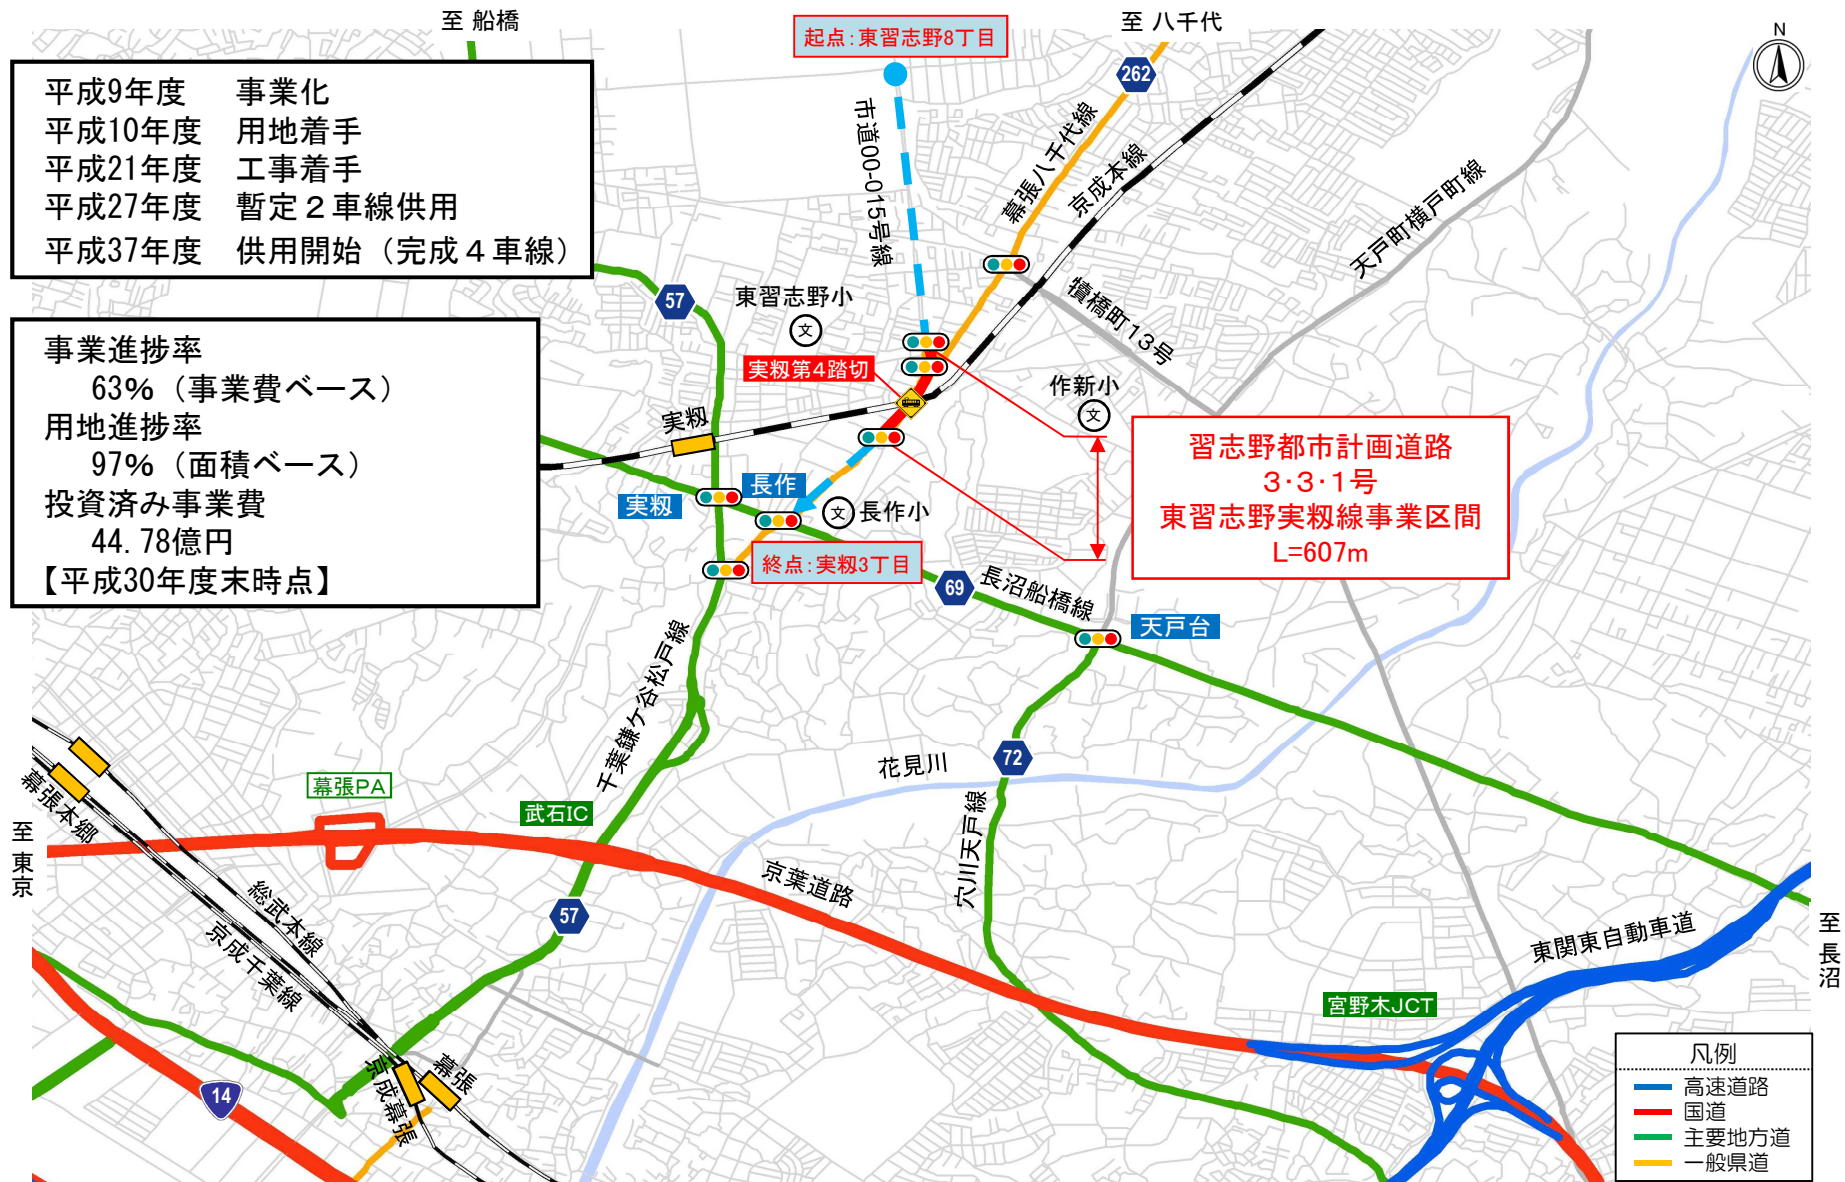 至 船橋
起点：東習志野8丁目
至 八千代
N
262
平成9年度　事業化
平成10年度　用地着手
平成21年度　工事着手
平成27年度　暫定２車線供用
平成37年度　供用開始（完成４車線）
市道00-015号線
幕張八千代線
京成本線
天戸町横戸町線
57
東習志野小
文
犢橋町13号
事業進捗率
63%（事業費ベース）
用地進捗率
97%（面積ベース）
投資済み事業費
44.78億円
【平成30年度末時点】
実籾第4踏切
作新小
文
実籾
習志野都市計画道路
3・3・1号
東習志野実籾線事業区間
L=607m
長作
実籾
文
長作小
終点：実籾3丁目
69
長沼船橋線
天戸台
千葉鎌ケ谷松戸線
花見川
72
幕張PA
武石IC
幕張本郷
至東京
京葉道路
穴川天戸線
総武本線
京成千葉線
57
東関東自動車道
至長沼
宮野木JCT
14
幕張
京成幕張
凡例
高速道路
国道
主要地方道
一般県道